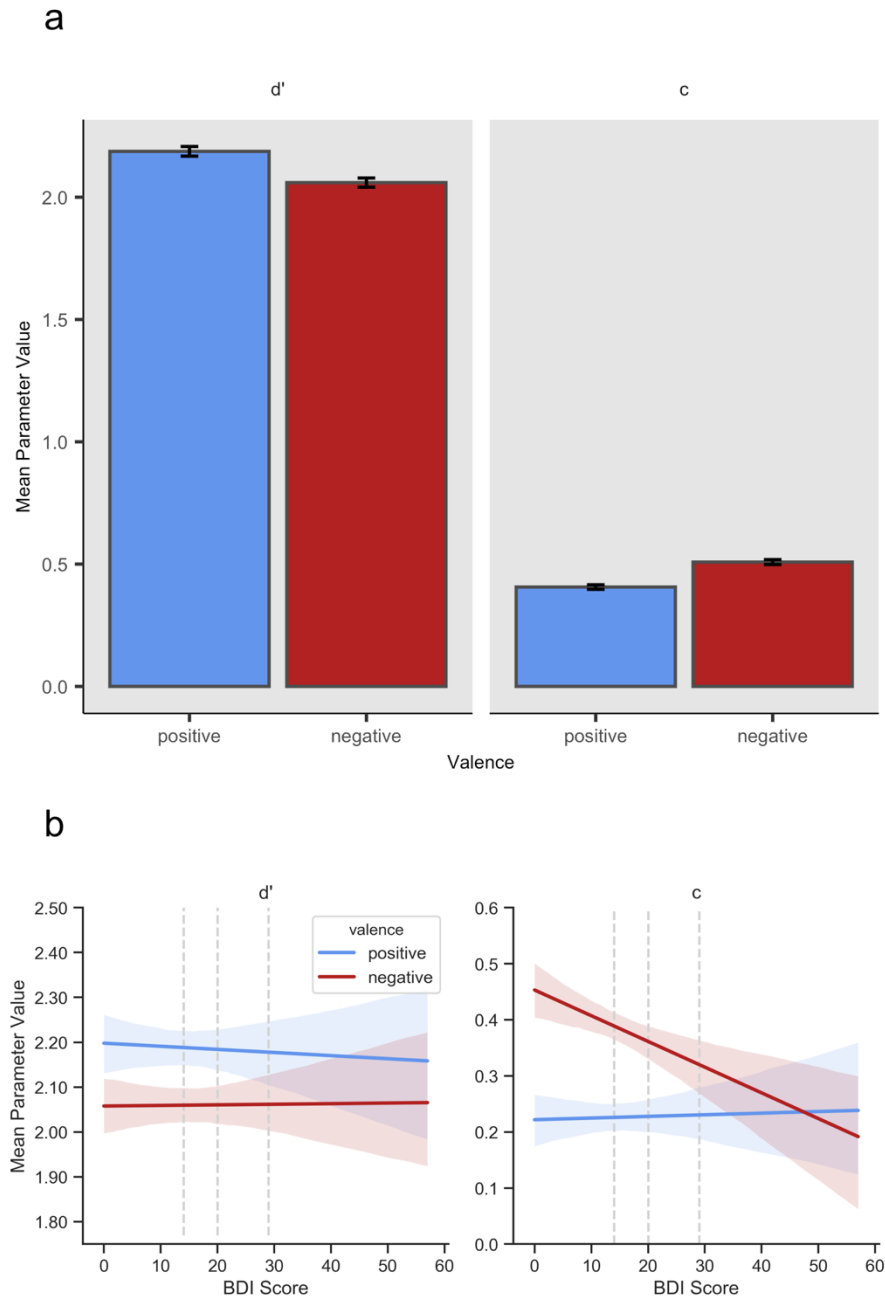 a
d'
c
Mean Parameter Value
2.0
1.5
1.0
0.5
0.0
positive
negative
positive
negative
Valence
b
d'
c
Mean Parameter Value
2.50
2.40
2.30
2.20
2.10
2.00
1.90
1.80
valence
positive
negative
0.6
0.5
0.4
0.3
0.2
0.1
0.0
0 10 20 30 40 50 60
0 10 20 30 40 50 60
BDI Score
BDI Score